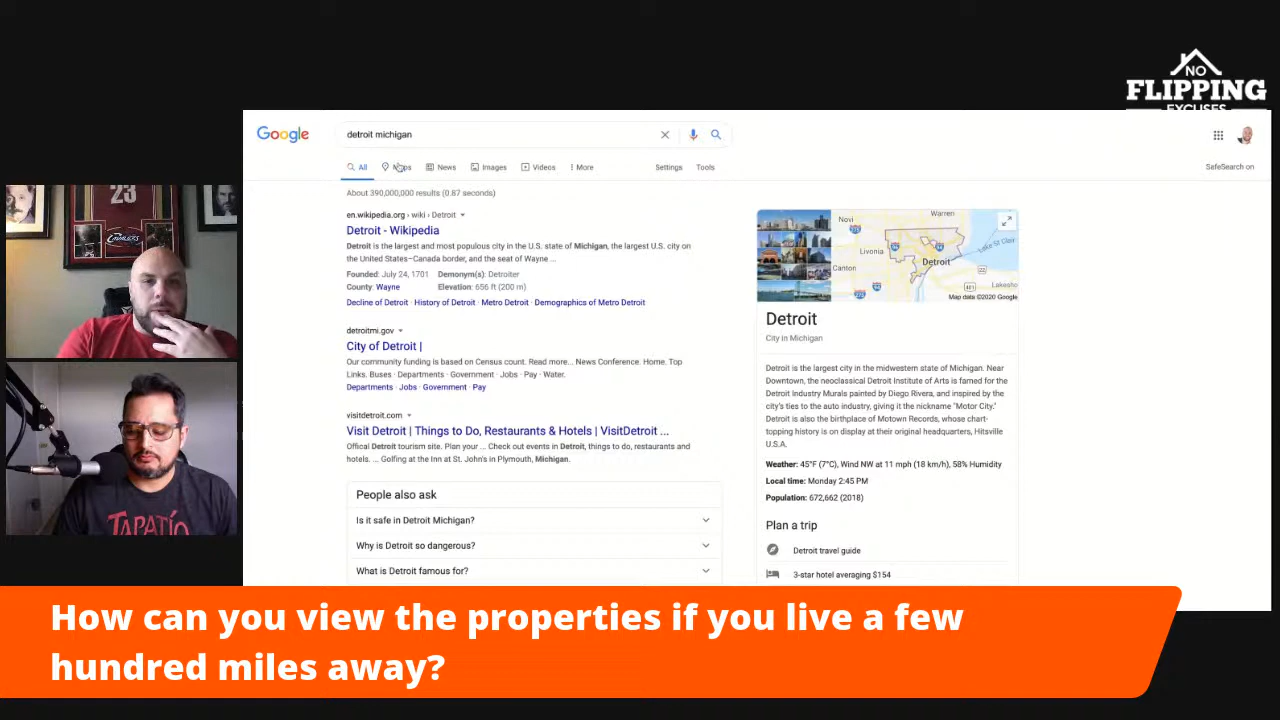 NO
FLIPPING
EXCUSES
Google
detroit michigan
All
Maps
News
Images
Videos
More
Settings
Tools
SafeSearch on
About 390,000,000 results (0.87 seconds)
en.wikipedia.org › wiki › Detroit
Detroit - Wikipedia
Detroit is the largest and most populous city in the U.S. state of Michigan, the largest U.S. city on
the United States–Canada border, and the seat of Wayne ...
Founded: July 24, 1701 Demonym(s): Detroiter
County: Wayne Elevation: 656 ft (200 m)
Decline of Detroit · History of Detroit · Metro Detroit · Demographics of Metro Detroit
detroitmi.gov
City of Detroit |
Our community funding is based on Census count. Read more... News Conference. Home. Top
Links. Buses · Departments · Government · Jobs · Pay · Water.
Departments · Jobs · Government · Pay
visitdetroit.com
Visit Detroit | Things to Do, Restaurants & Hotels | VisitDetroit ...
Offical Detroit tourism site. Plan your ... Check out events in Detroit, things to do, restaurants and
hotels. ... Golfing at the Inn at St. John's in Plymouth, Michigan.
People also ask
Is it safe in Detroit Michigan?
Why is Detroit so dangerous?
What is Detroit famous for?
Novi
Warren
Livonia
Canton
Detroit
Lake St Clair
Lakesho
Map data ©2020 Google
Detroit
City in Michigan
Detroit is the largest city in the midwestern state of Michigan. Near
Downtown, the neoclassical Detroit Institute of Arts is famed for the
Detroit Industry Murals painted by Diego Rivera, and inspired by the
city's ties to the auto industry, giving it the nickname "Motor City."
Detroit is also the birthplace of Motown Records, whose chart-
topping history is on display at their original headquarters, Hitsville
U.S.A.
Weather: 45°F (7°C), Wind NW at 11 mph (18 km/h), 58% Humidity
Local time: Monday 2:45 PM
Population: 672,662 (2018)
Plan a trip
Detroit travel guide
3-star hotel averaging $154
23
CAVALIERS
TAPATÍO
How can you view the properties if you live a few
hundred miles away?